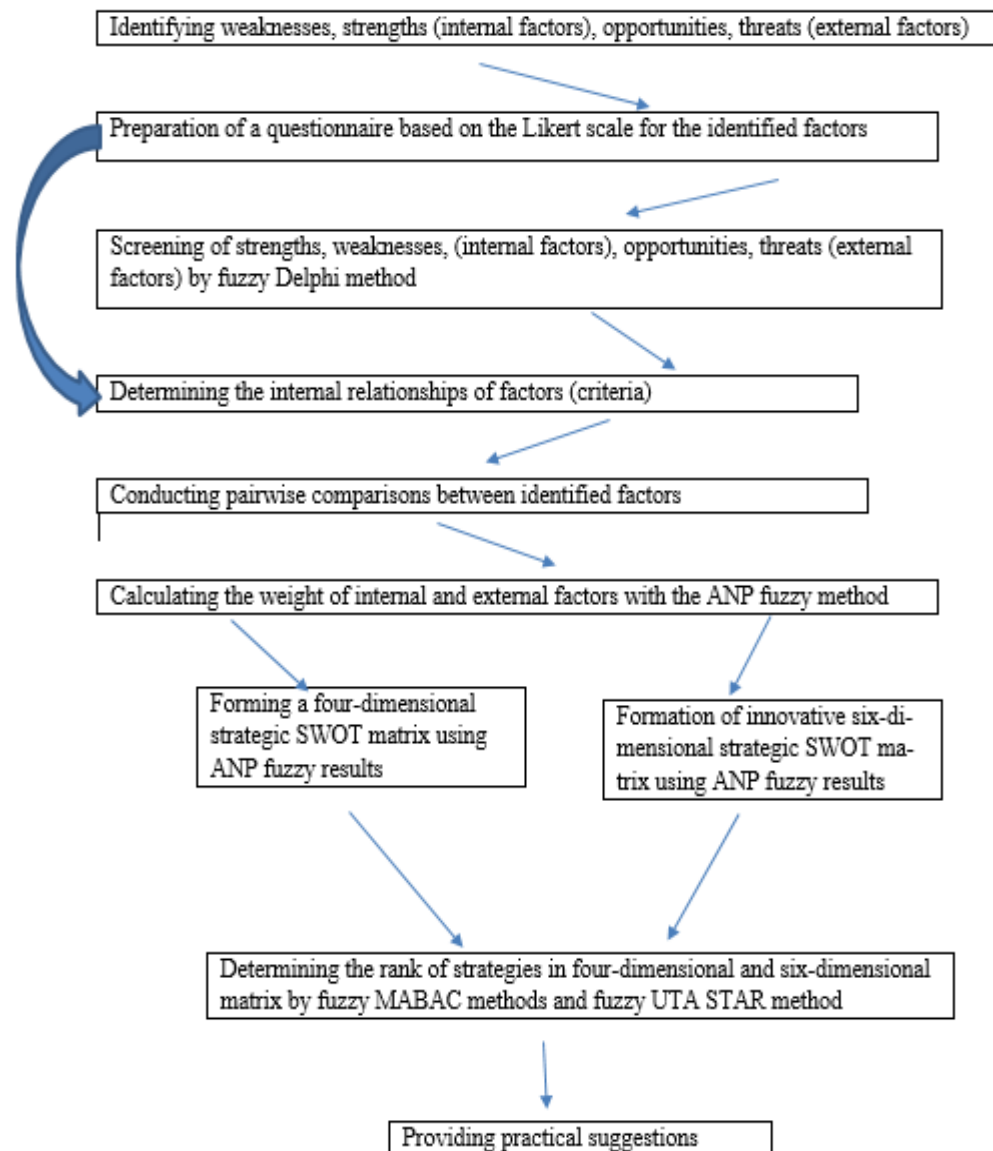 Identifying weaknesses, strengths (internal factors), opportunities, threats (external factors)
Preparation of a questionnaire based on the Likert scale for the identified factors
Screening of strengths, weaknesses, (internal factors), opportunities, threats (external
factors) by fuzzy Delphi method
Determining the internal relationships of factors (criteria)
Conducting pairwise comparisons between identified factors
Calculating the weight of internal and external factors with the ANP fuzzy method
Forming a four-dimensional
strategic SWOT matrix using
ANP fuzzy results
Formation of innovative six-di-
mensional strategic SWOT ma-
trix using ANP fuzzy results
Determining the rank of strategies in four-dimensional and six-dimensional
matrix by fuzzy MABAC methods and fuzzy UTA STAR method
Providing practical suggestions